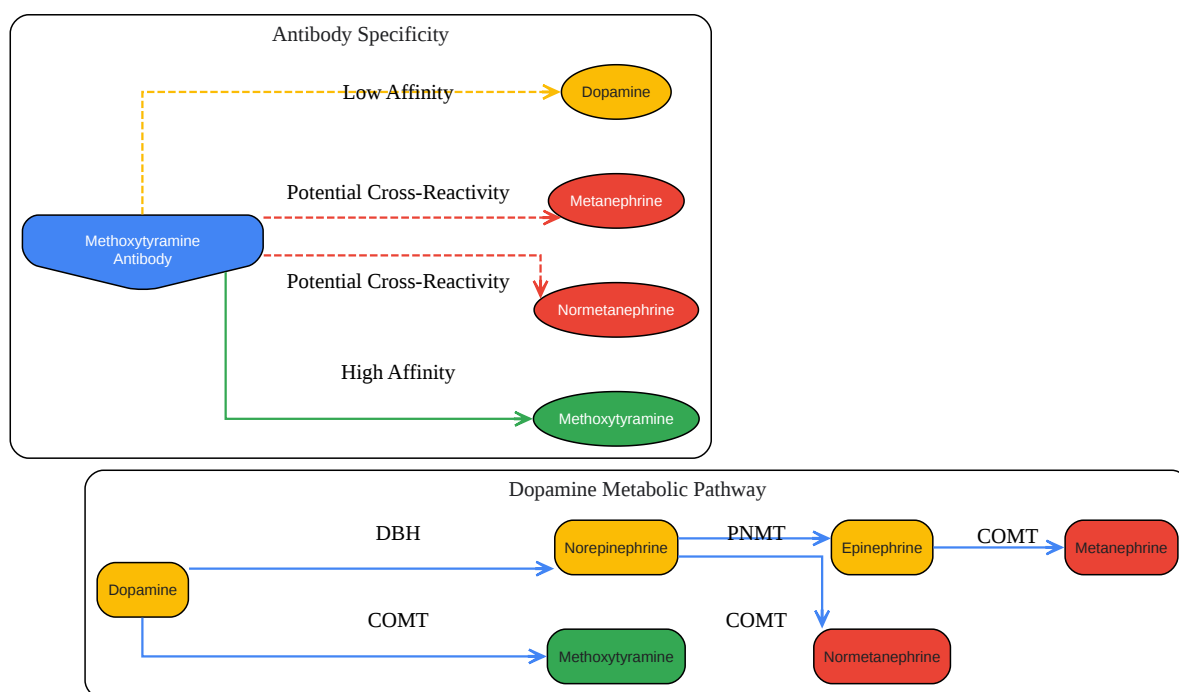 Antibody Specificity
Low Affinity
Dopamine
Potential Cross-Reactivity
Metanephrine
Methoxytyramine
Antibody
Potential Cross-Reactivity
Normetanephrine
High Affinity
Methoxytyramine
Dopamine Metabolic Pathway
DBH
Norepinephrine
PNMT
Epinephrine
COMT
Metanephrine
Dopamine
COMT
COMT
Methoxytyramine
Normetanephrine